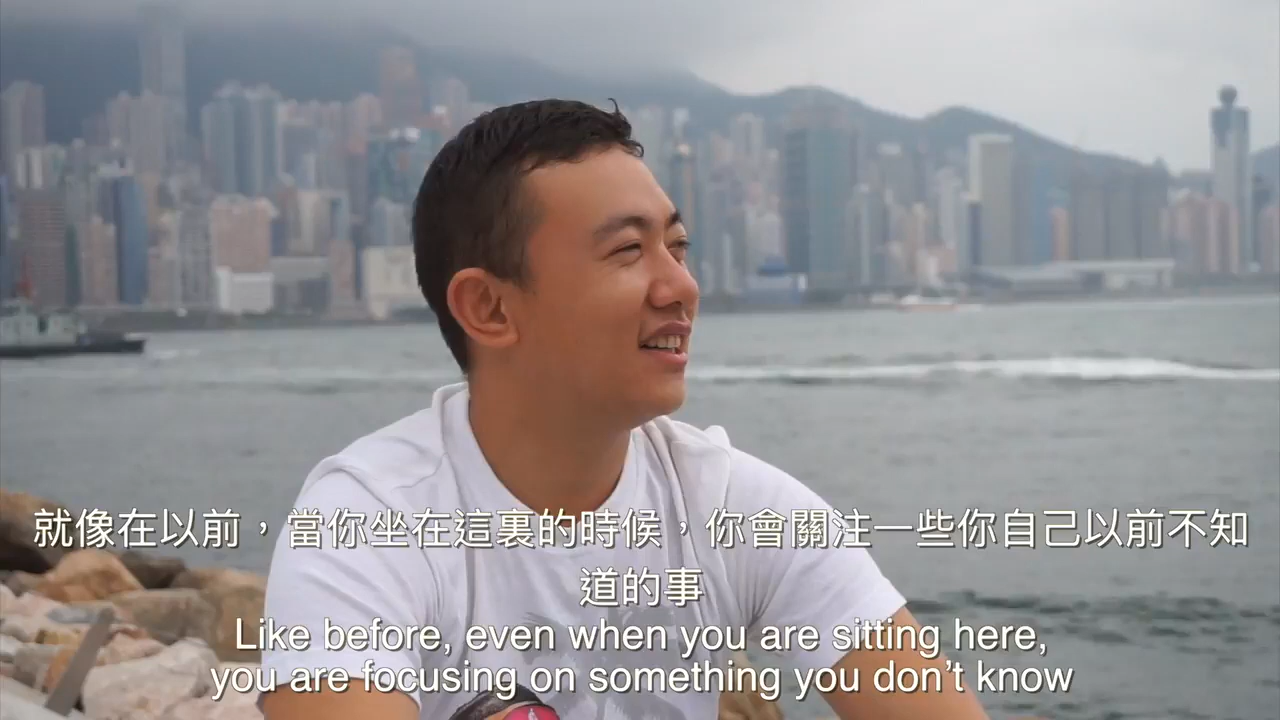 就像在以前，當你坐在這裏的時候，你會關注一些你自己以前不知
道的事
Like before, even when you are sitting here,
you are focusing on something you don’t know